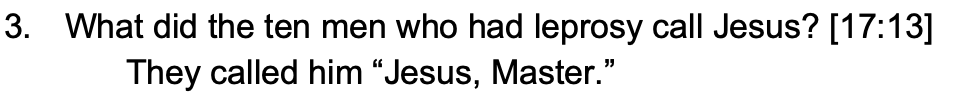 3. What did the ten men who had leprosy call Jesus? [17:13]
They called him “Jesus, Master.”